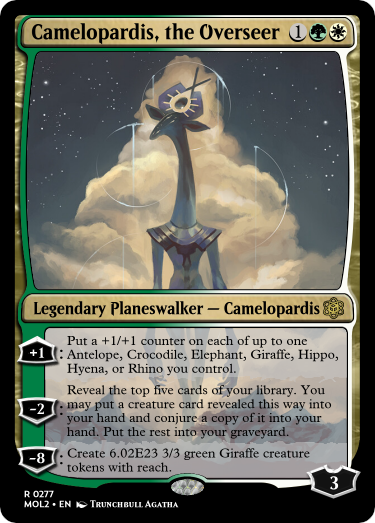 Camelopardis, the Overseer 1
Legendary Planeswalker — Camelopardis
+1 : Put a +1/+1 counter on each of up to one
Antelope, Crocodile, Elephant, Giraffe, Hippo,
Hyena, or Rhino you control.
Reveal the top five cards of your library. You
-2 : may put a creature card revealed this way into
your hand and conjure a copy of it into your
hand. Put the rest into your graveyard.
-8 : Create 6.02E23 3/3 green Giraffe creature
tokens with reach.
3
R 0277
MOL2 • EN Trunchbull Agatha